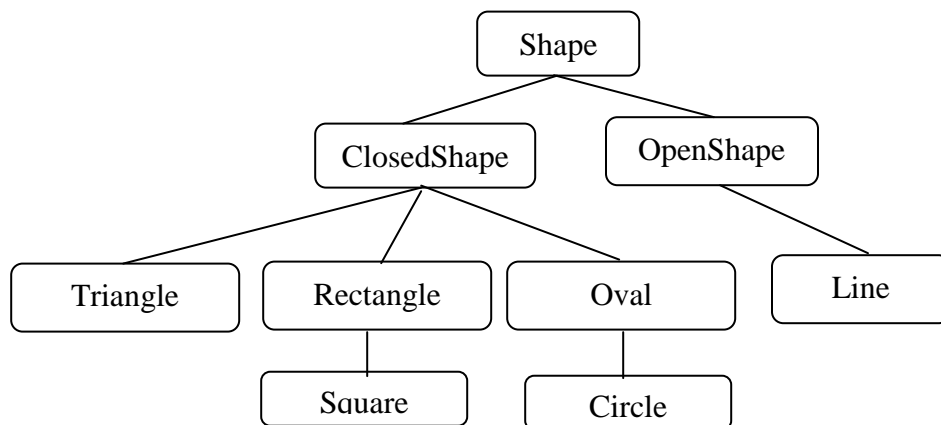 Shape
ClosedShape
OpenShape
Triangle
Rectangle
Oval
Line
Square
Circle